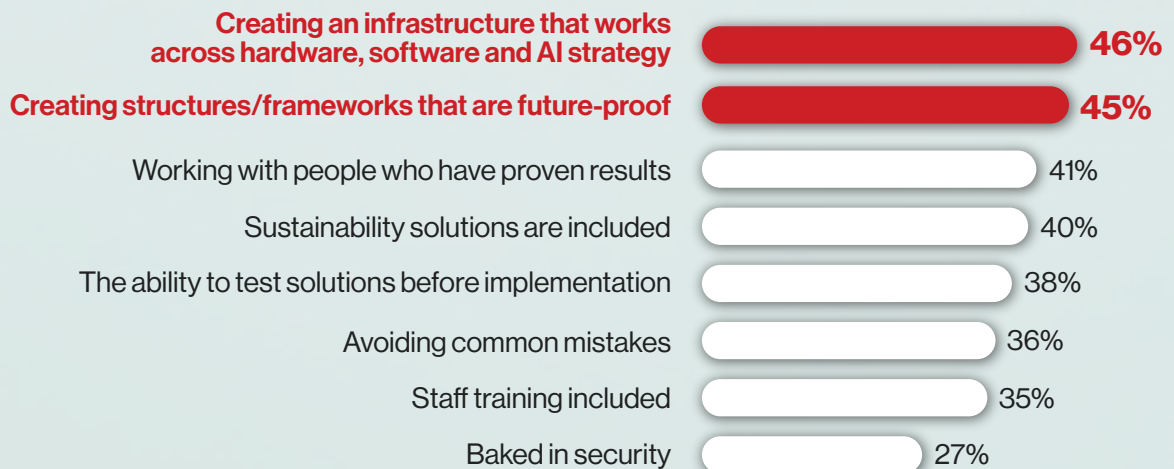 Creating an infrastructure that works
across hardware, software and AI strategy
46%
Creating structures/frameworks that are future-proof
45%
Working with people who have proven results
41%
Sustainability solutions are included
40%
The ability to test solutions before implementation
38%
Avoiding common mistakes
36%
Staff training included
35%
Baked in security
27%